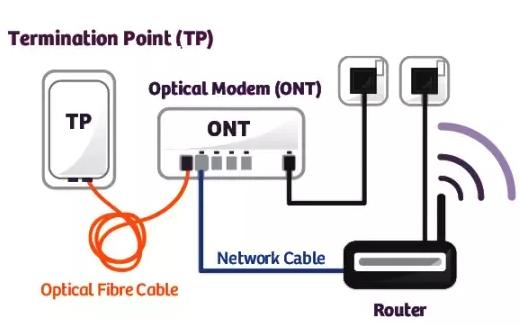 Termination Point (TP)
Optical Modem (ONT)
TP
ONT
Network Cable
Optical Fibre Cable
Router